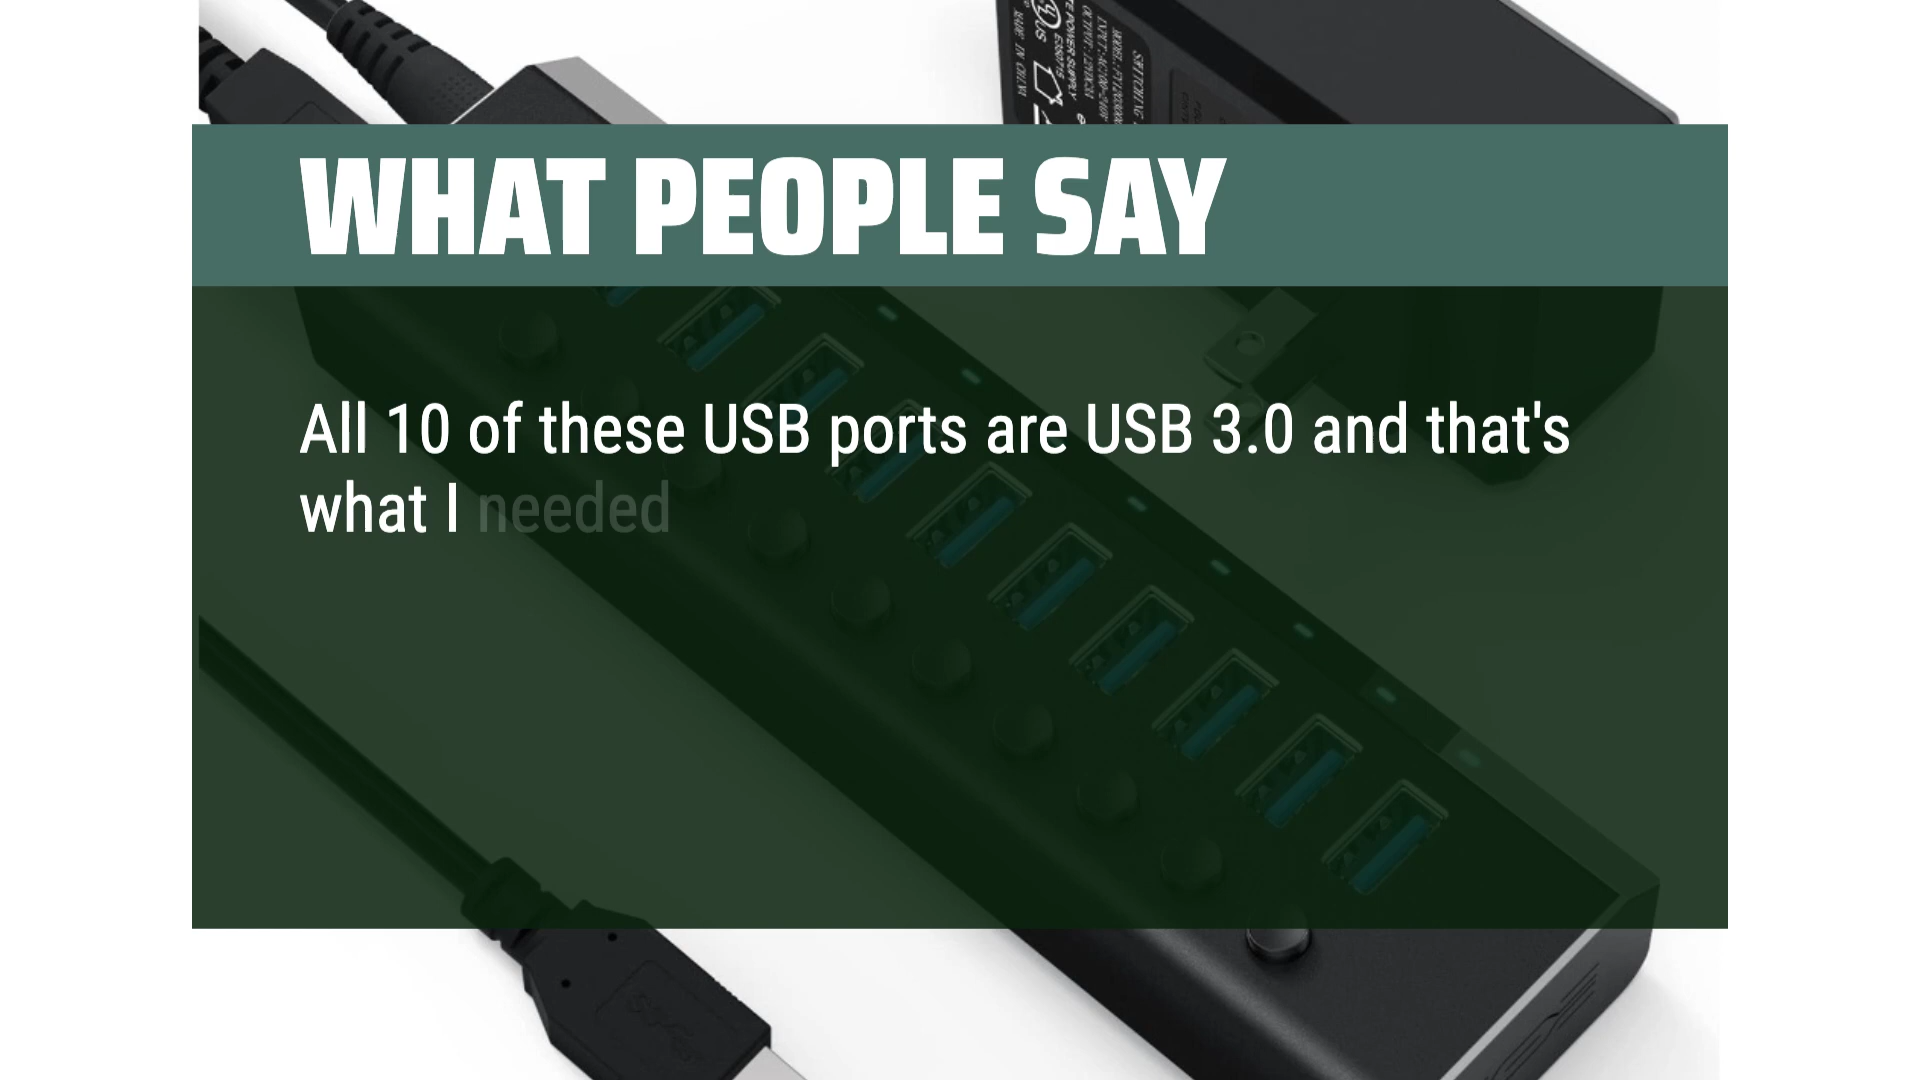 WHAT PEOPLE SAY
All 10 of these USB ports are USB 3.0 and that's
what I needed